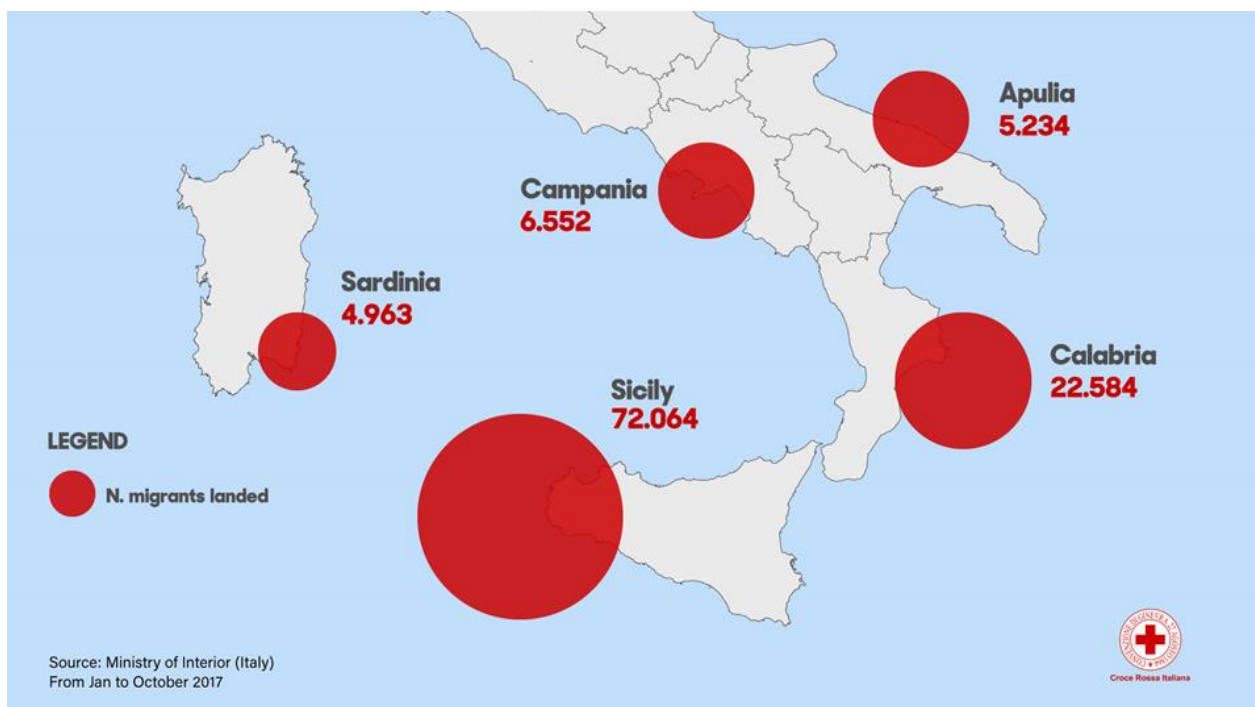 Apulia
5.234
Campania
6.552
Sardinia
4.963
Calabria
22.584
Sicily
72.064
LEGEND
N. migrants landed
Source: Ministry of Interior (Italy)
From Jan to October 2017
Croce Rossa Italiana